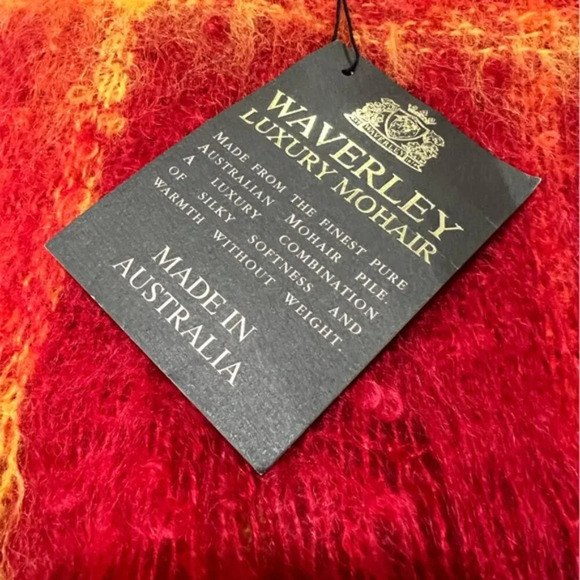 WAVERLEY
LUXURY MOHAIR
MADE FROM THE FINEST PURE
AUSTRALIAN MOHAIR PILE.
A LUXURY COMBINATION
OF SILKY SOFTNESS AND
WARMTH WITHOUT WEIGHT.
MADE IN
AUSTRALIA